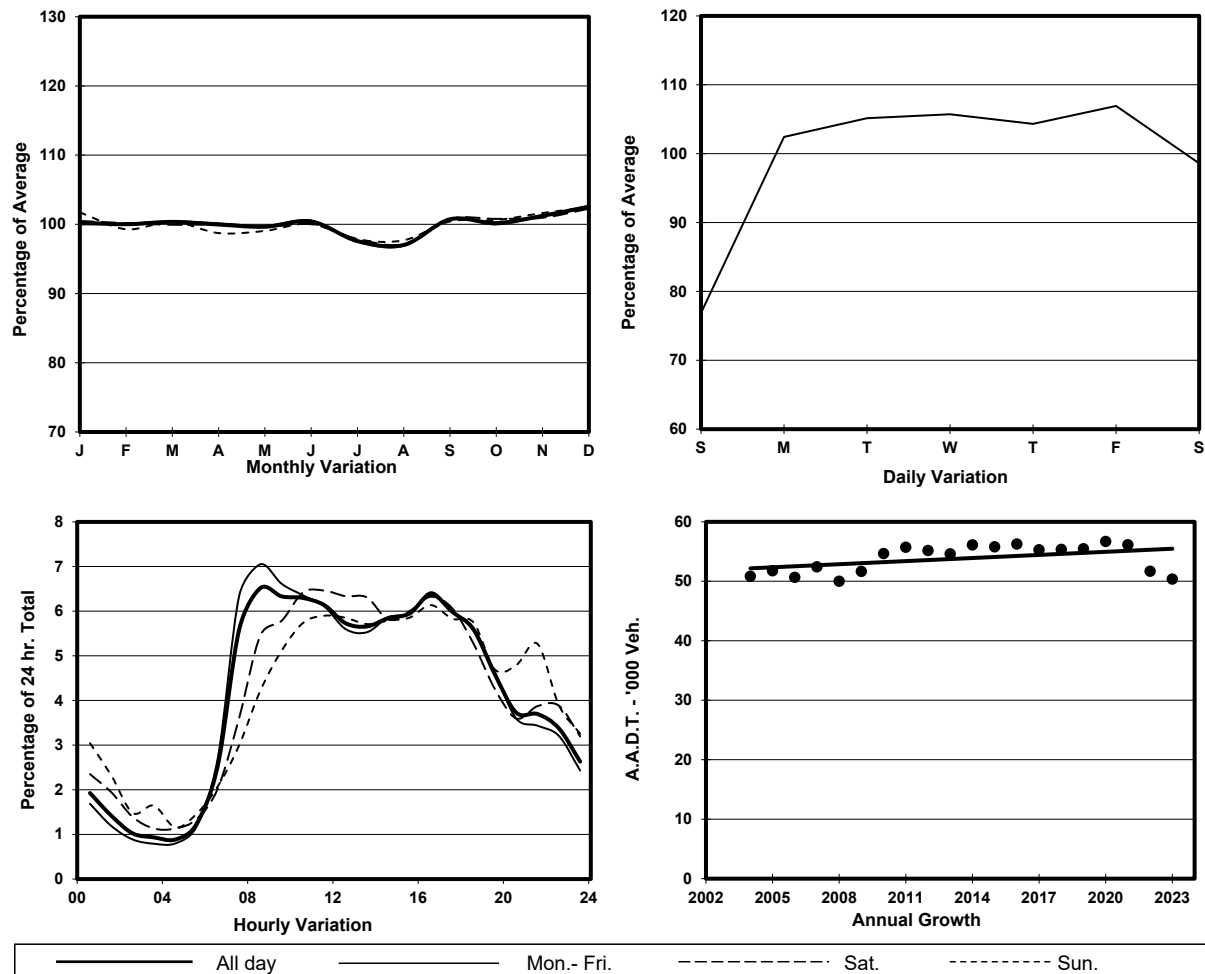 130
120
110
100
90
80
70
Percentage of Average
J F M A M J J A S O N D
Monthly Variation
120
110
100
90
80
70
60
Percentage of Average
S M T W T F S
Daily Variation
8
7
6
5
4
3
2
1
0
Percentage of 24 hr. Total
00 04 08 12 16 20 24
Hourly Variation
60
50
40
30
20
10
0
A.A.D.T. - '000 Veh.
2002 2005 2008 2011 2014 2017 2020 2023
Annual Growth
All day Mon.- Fri. Sat. Sun.